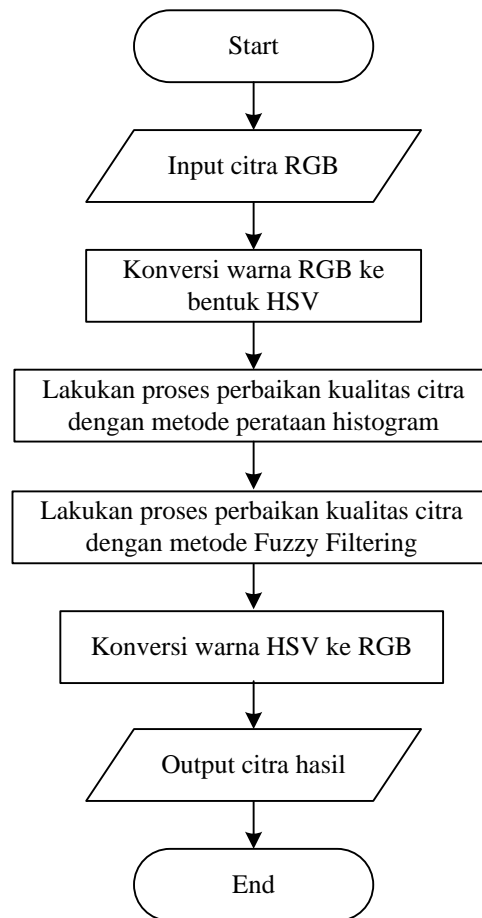 Start
Input citra RGB
Konversi warna RGB ke
bentuk HSV
Lakukan proses perbaikan kualitas citra
dengan metode perataan histogram
Lakukan proses perbaikan kualitas citra
dengan metode Fuzzy Filtering
Konversi warna HSV ke RGB
Output citra hasil
End